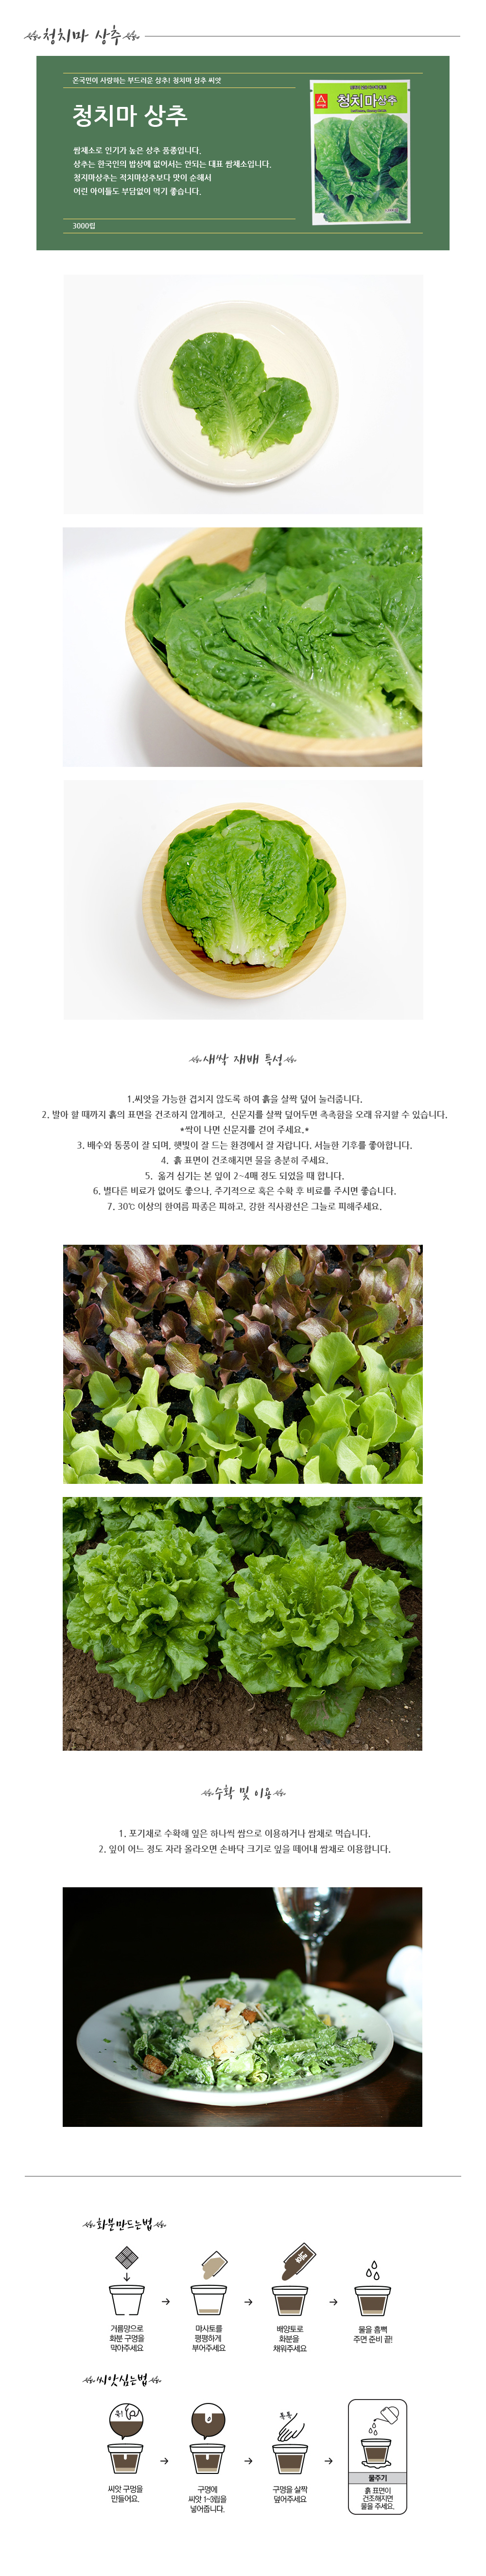 청치마 상추
온국민이 사랑하는 부드러운 상추! 청치마 상추 씨앗
청치마 상추
쌈채소로 인기가 높은 상추 품종입니다.
상추는 한국인의 밥상에 없어서는 안되는 대표 쌈채소입니다.
청치마상추는 적치마상추보다 맛이 순해서
어린 아이들도 부담없이 먹기 좋습니다.
3000립
청치마상추
새싹 재배 특성
1.씨앗을 가능한 겹치지 않도록 하여 흙을 살짝 덮어 눌러줍니다.
2. 발아 할 때까지 흙의 표면을 건조하지 않게하고, 신문지를 살짝 덮어두면 촉촉함을 오래 유지할 수 있습니다.
*싹이 나면 신문지를 걷어 주세요.*
3. 배수와 통풍이 잘 되며, 햇빛이 잘 드는 환경에서 잘 자랍니다. 서늘한 기후를 좋아합니다.
4. 흙 표면이 건조해지면 물을 충분히 주세요.
5. 옮겨 심기는 본 잎이 2~4매 정도 되었을 때 합니다.
6. 별다른 비료가 없어도 좋으나, 주기적으로 혹은 수확 후 비료를 주시면 좋습니다.
7. 30℃ 이상의 한여름 파종은 피하고, 강한 직사광선은 그늘로 피해주세요.
수확 및 이용
1. 포기채로 수확해 잎은 하나씩 쌈으로 이용하거나 쌈채로 먹습니다.
2. 잎이 어느 정도 자라 올라오면 손바닥 크기로 잎을 떼어내 쌈채로 이용합니다.
화분만드는법
거름망으로
화분 구멍을
막아주세요
마사토를
평평하게
부어주세요
배양토로
화분을
채워주세요
물을 흠뻑
주면 준비 끝!
씨앗심는법
씨앗 구멍을
만들어요.
구멍에
씨앗 1~3립을
넣어줍니다.
톡톡
구멍을 살짝
덮어주세요
물주기
흙 표면이
건조해지면
물을 주세요.